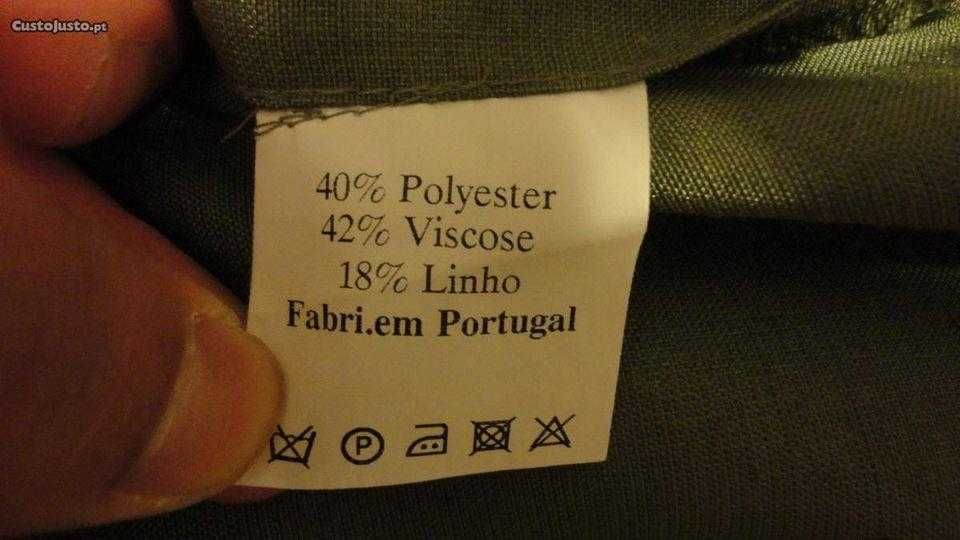 CustoJusto.pt
40% Polyester
42% Viscose
18% Linho
Fabri.em Portugal
P